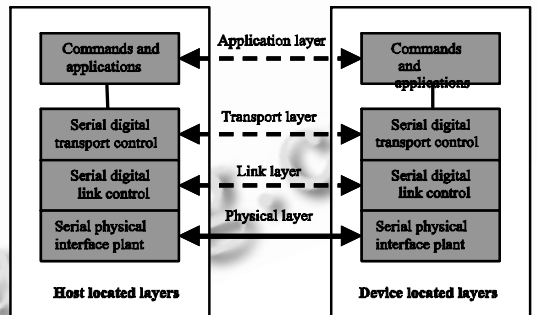 Commands and
applications
Application layer
Commands
and
applications
Transport layer
Serial digital
transport control
Serial digital
transport control
Link layer
Serial digital
link control
Serial digital
link control
Physical layer
Serial physical
interface plant
Serial physical
interface plant
Host located layers
Device located layers